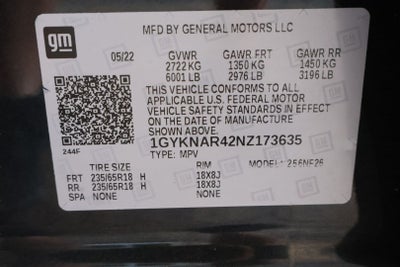 gm
MFD BY GENERAL MOTORS LLC
05/22 GVWR GAWR FRT GAWR RR
2722 KG 1350 KG 1450 KG
6001 LB 2976 LB 3196 LB
THIS VEHICLE CONFORMS TO ALL
APPLICABLE U.S. FEDERAL MOTOR
VEHICLE SAFETY STANDARDS IN EFFECT
ON THE DATE OF MANUFACTURE
SHOWN ABOVE.
1GYKNAR42NZ173635
244F TYPE: MPV
TIRE SIZE RIM MODEL: 256NF26
FRT 235/65R18 H 18X8J
RR 235/65R18 H 18X8J
SPA NONE NONE